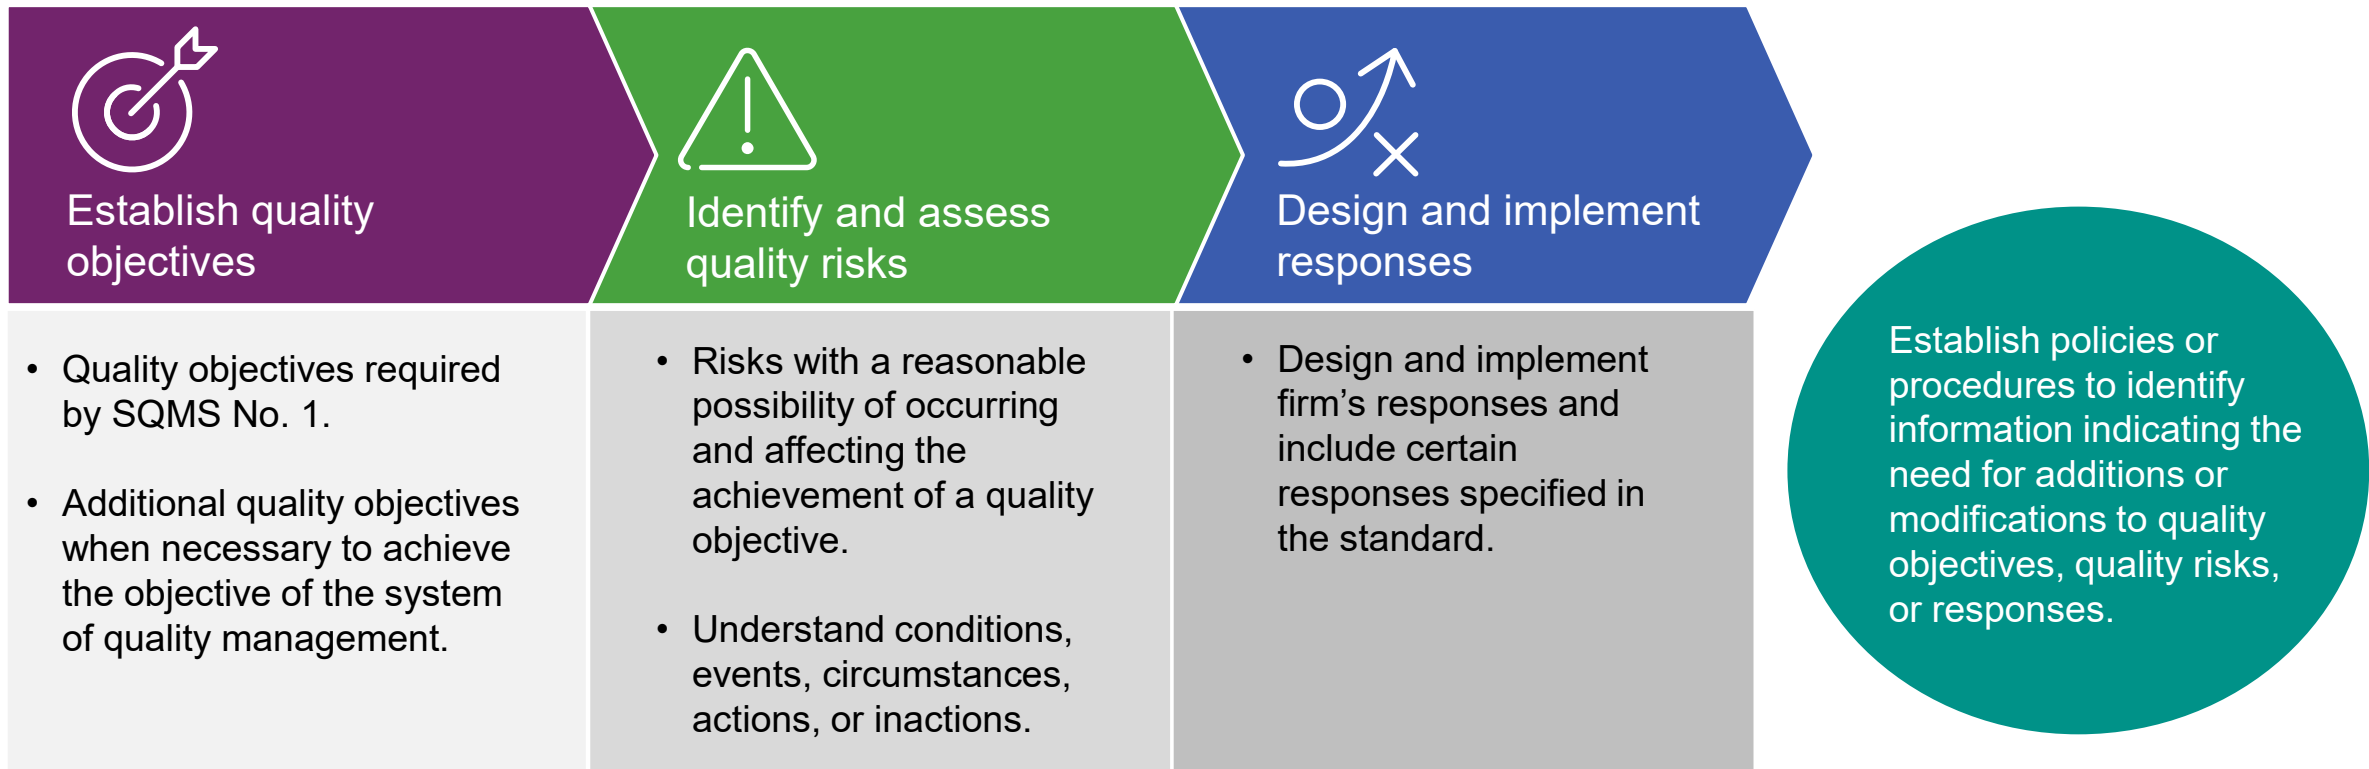 Establish quality
objectives
Identify and assess
quality risks
Design and implement
responses
• Quality objectives required
by SQMS No. 1.
• Additional quality objectives
when necessary to achieve
the objective of the system
of quality management.
• Risks with a reasonable
possibility of occurring
and affecting the
achievement of a quality
objective.
• Understand conditions,
events, circumstances,
actions, or inactions.
• Design and implement
firm’s responses and
include certain
responses specified in
the standard.
Establish policies or
procedures to identify
information indicating the
need for additions or
modifications to quality
objectives, quality risks,
or responses.